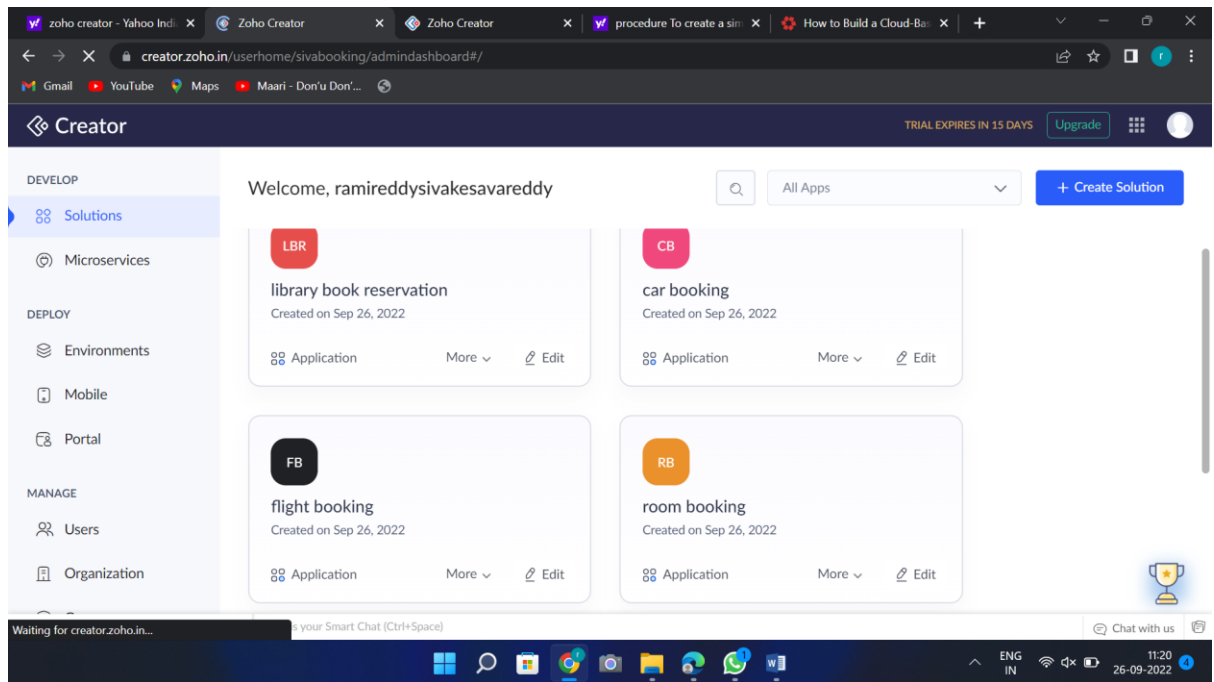 zoho creator - Yahoo Indi
Zoho Creator
Zoho Creator
procedure To create a sim
How to Build a Cloud-Bas
creator.zoho.in/userhome/sivabooking/admindashboard#/
Gmail
YouTube
Maps
Maari - Don'u Don'...
Creator
TRIAL EXPIRES IN 15 DAYS
Upgrade
DEVELOP
Solutions
Microservices
DEPLOY
Environments
Mobile
Portal
MANAGE
Users
Organization
Welcome, ramireddysivakesavareddy
All Apps
+ Create Solution
LBR
library book reservation
Created on Sep 26, 2022
Application
More
Edit
CB
car booking
Created on Sep 26, 2022
Application
More
Edit
FB
flight booking
Created on Sep 26, 2022
Application
More
Edit
RB
room booking
Created on Sep 26, 2022
Application
More
Edit
Waiting for creator.zoho.in...
s your Smart Chat (Ctrl+Space)
Chat with us
ENG
IN
11:20
26-09-2022
4